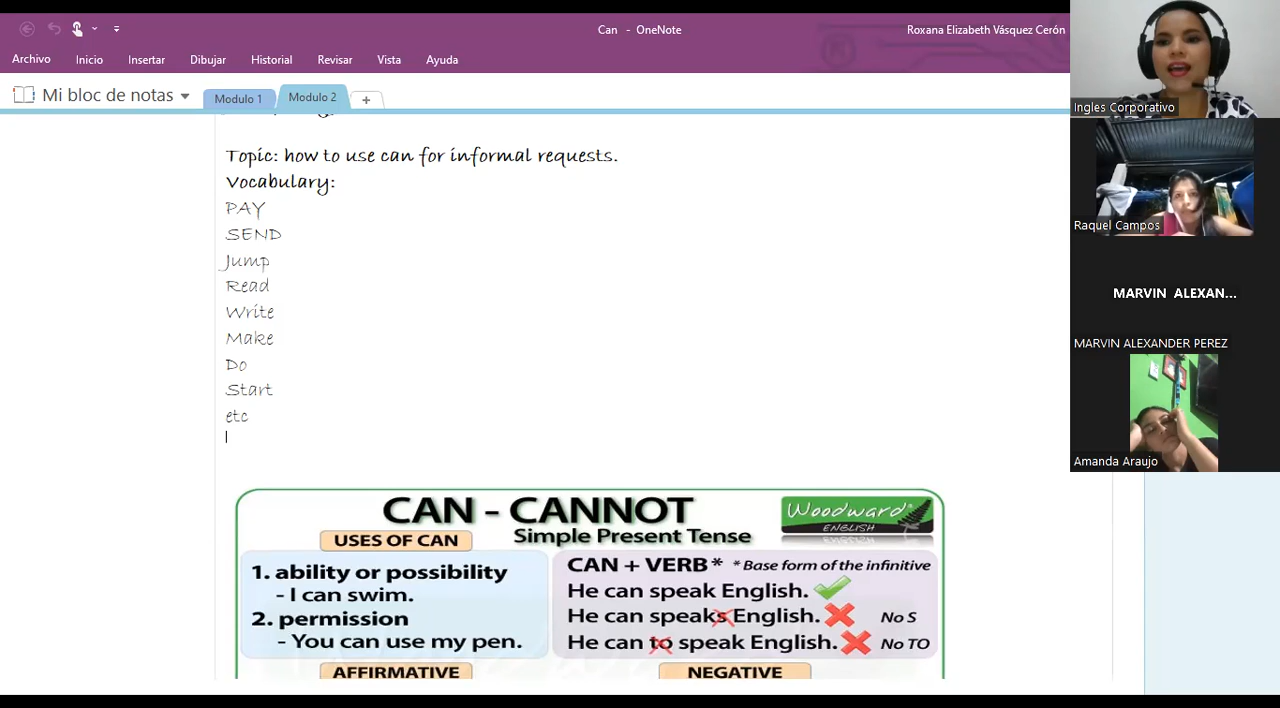 Can - OneNote
Roxana Elizabeth Vásquez Cerón
Archivo Inicio Insertar Dibujar Historial Revisar Vista Ayuda
Mi bloc de notas Modulo 1 Modulo 2 +
Topic: how to use can for informal requests.
Vocabulary:
PAY
SEND
Jump
Read
Write
Make
Do
Start
etc
CAN - CANNOT
Simple Present Tense
Woodward
ENGLISH
USES OF CAN
1. ability or possibility
- I can swim.
2. permission
- You can use my pen.
CAN + VERB* * Base form of the infinitive
He can speak English.
He can speaks English. No S
He can to speak English. No TO
AFFIRMATIVE
NEGATIVE
Ingles Corporativo
Raquel Campos
MARVIN ALEXAN...
MARVIN ALEXANDER PEREZ
Amanda Araujo